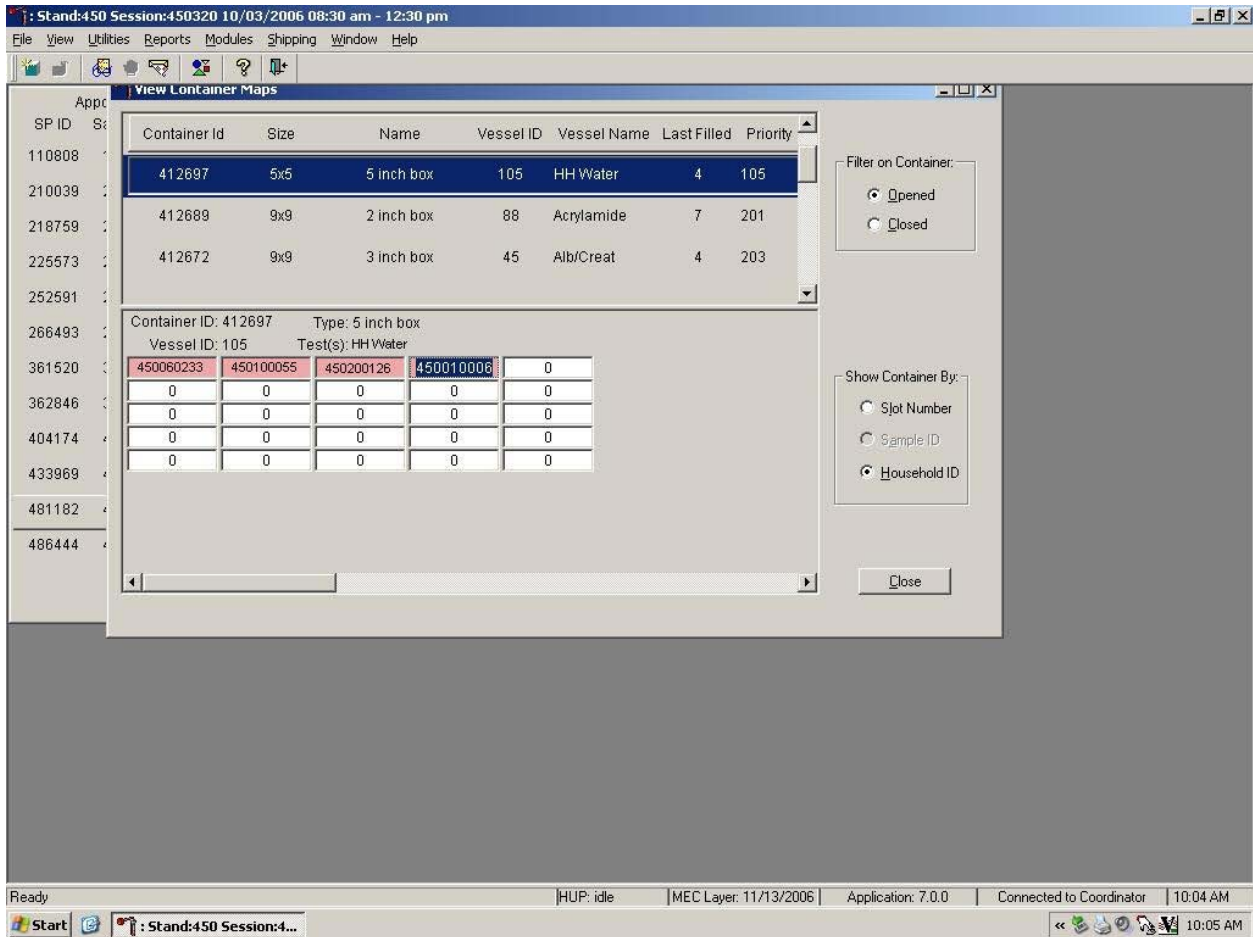 : Stand:450 Session:450320 10/03/2006 08:30 am - 12:30 pm
File View Utilities Reports Modules Shipping Window Help
View Container Maps
Appo
SP ID Sa
110808
210039
218759
225573
252591
266493
361520
362846
404174
433969
481182
486444
Container Id Size Name Vessel ID Vessel Name Last Filled Priority
412697 5x5 5 inch box 105 HH Water 4 105
412689 9x9 2 inch box 88 Acrylamide 7 201
412672 9x9 3 inch box 45 Alb/Creat 4 203
Container ID: 412697 Type: 5 inch box
Vessel ID: 105 Test(s): HH Water
450060233 450100055 450200126 450010006 0
0 0 0 0 0
0 0 0 0 0
0 0 0 0 0
0 0 0 0 0
Filter on Container:
Opened
Closed
Show Container By:
Slot Number
Sample ID
Household ID
Close
Ready HUP: idle MEC Layer: 11/13/2006 Application: 7.0.0 Connected to Coordinator 10:04 AM
Start : Stand:450 Session:4... « 10:05 AM